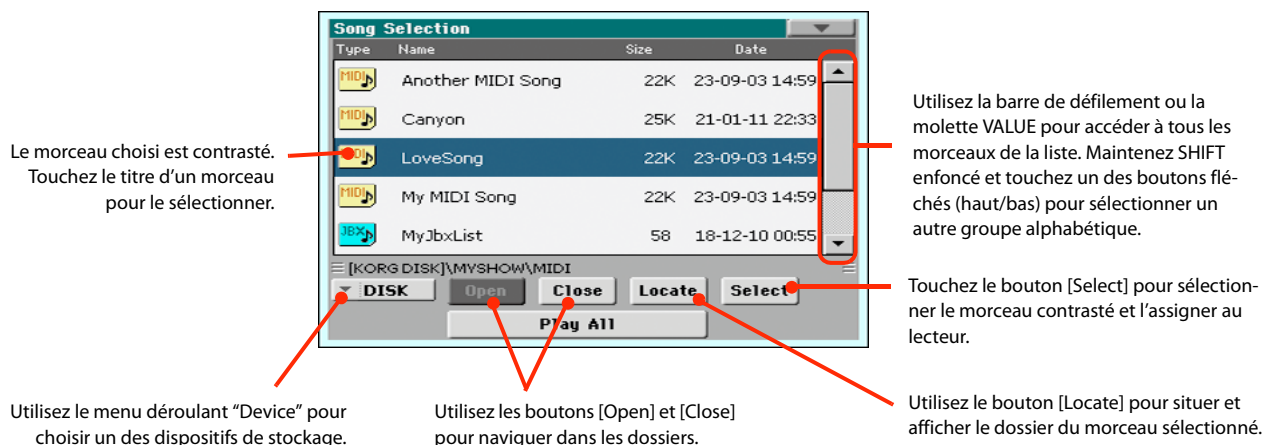 Song Selection
Type Name Size Date
MIDI Another MIDI Song 22K 23-09-03 14:59
MIDI Canyon 25K 21-01-11 22:33
MIDI LoveSong 22K 23-09-03 14:59
MIDI My MIDI Song 22K 23-09-03 14:59
JBX MyJbxList 58 18-12-10 00:55
[KORG DISK]\MYSHOW\MIDI
DISK Open Close Locate Select
Play All
Le morceau choisi est contrasté.
Touchez le titre d’un morceau
pour le sélectionner.
Utilisez la barre de défilement ou la
molette VALUE pour accéder à tous les
morceaux de la liste. Maintenez SHIFT
enfoncé et touchez un des boutons flé-
chés (haut/bas) pour sélectionner un
autre groupe alphabétique.
Touchez le bouton [Select] pour sélection-
ner le morceau contrasté et l’assigner au
lecteur.
Utilisez le menu déroulant “Device” pour
choisir un des dispositifs de stockage.
Utilisez les boutons [Open] et [Close]
pour naviguer dans les dossiers.
Utilisez le bouton [Locate] pour situer et
afficher le dossier du morceau sélectionné.